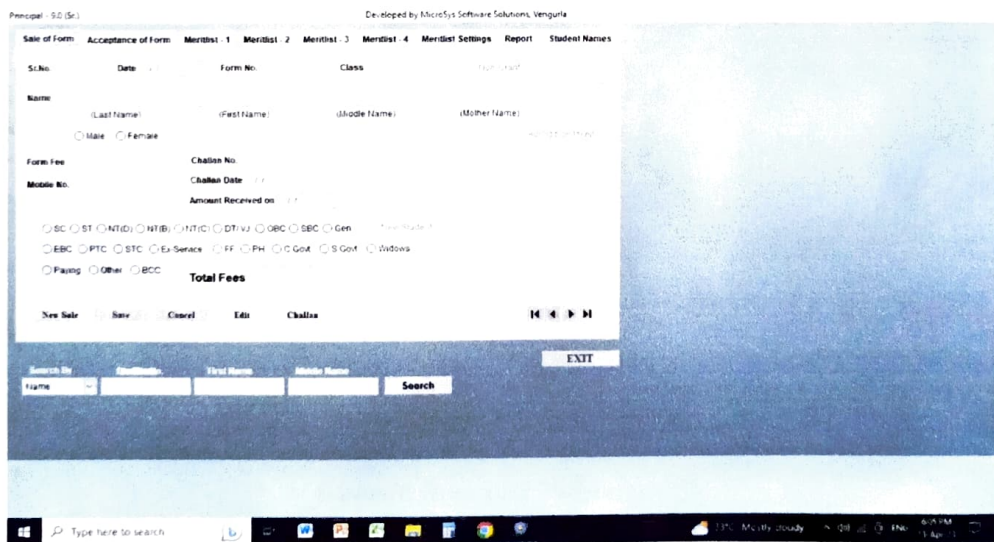 Principal - 9.0 (Sr.)
Developed by MicroSys Software Solutions, Vengurla
Sale of Form Acceptance of Form Meritlist - 1 Meritlist - 2 Meritlist - 3 Meritlist - 4 Meritlist Settings Report Student Names
Sr.No. Date Form No. Class
Name
(Last Name) (First Name) (Middle Name) (Mother Name)
Male Female
Form Fee Challan No.
Mobile No. Challan Date / /
Amount Received on / /
SC ST NT(D) NT(B) NT(C) DT/VJ OBC SBC Gen
EBC PTC STC Ex-Service FF PH C Govt S Govt Widows
Paying Other BCC
Total Fees
New Sale Save Cancel Edit Challan
EXIT
Search By First Name Middle Name
Name Search
Type here to search
Mostly cloudy ENG 6:05 PM